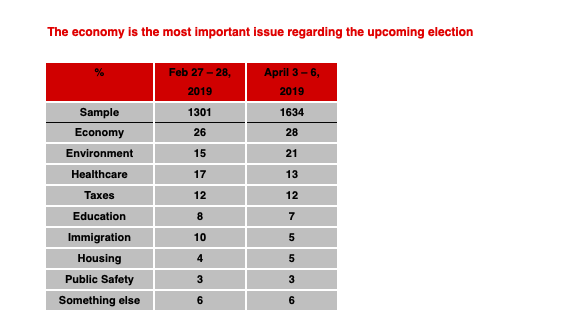 The economy is the most important issue regarding the upcoming election
% Feb 27 – 28, April 3 – 6,
2019 2019
Sample 1301 1634
Economy 26 28
Environment 15 21
Healthcare 17 13
Taxes 12 12
Education 8 7
Immigration 10 5
Housing 4 5
Public Safety 3 3
Something else 6 6